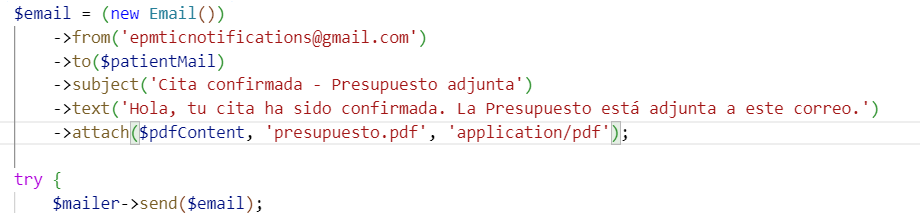 $email = (new Email())
->from('epmticnotifications@gmail.com')
->to($patientMail)
->subject('Cita confirmada - Presupuesto adjunta')
->text('Hola, tu cita ha sido confirmada. La Presupuesto está adjunta a este correo.')
->attach($pdfContent, 'presupuesto.pdf', 'application/pdf');
try {
$mailer->send($email);